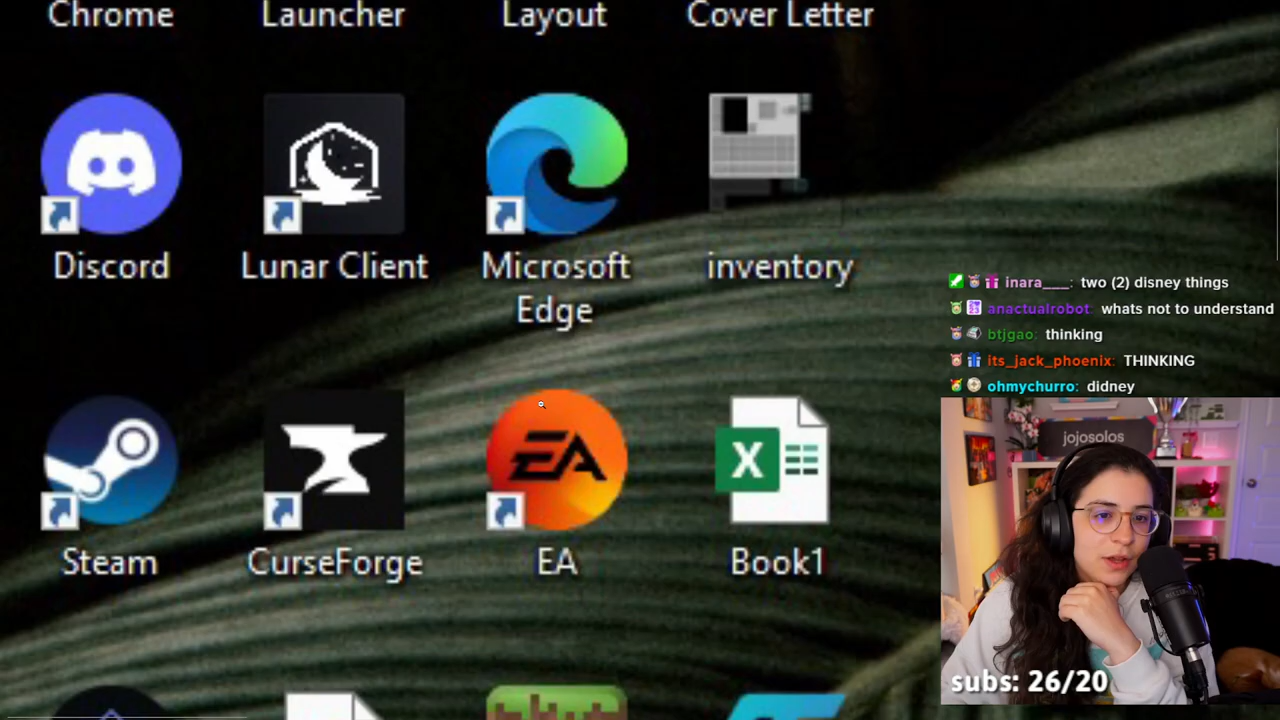 Chrome
Launcher
Layout
Cover Letter
Discord
Lunar Client
Microsoft
Edge
inventory
inara___: two (2) disney things
anactualrobot: whats not to understand
btjgao: thinking
its_jack_phoenix: THINKING
ohmychurro: didney
EA
X
jojosolos
Steam
CurseForge
EA
Book1
subs: 26/20